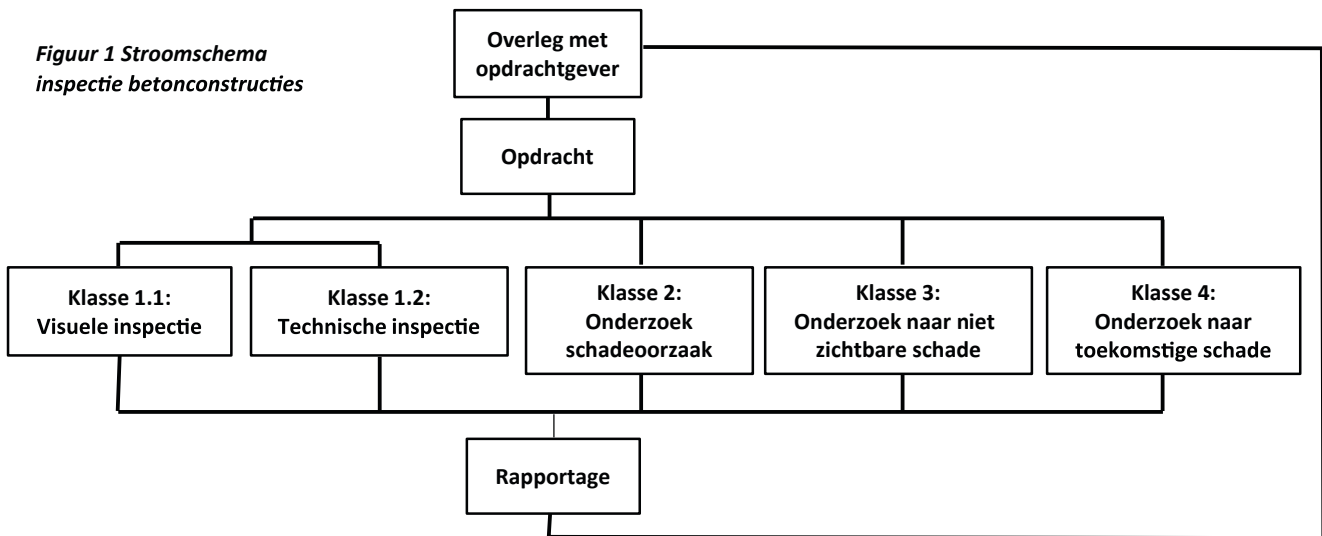 Figuur 1 Stroomschema
inspectie betonconstructies
Overleg met
opdrachtgever
Opdracht
Klasse 1.1:
Visuele inspectie
Klasse 1.2:
Technische inspectie
Klasse 2:
Onderzoek
schadeoorzaak
Klasse 3:
Onderzoek naar niet
zichtbare schade
Klasse 4:
Onderzoek naar
toekomstige schade
Rapportage